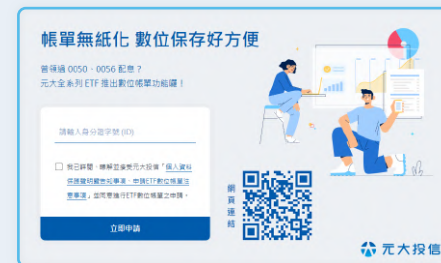 帳單無紙化 數位保存好方便
曾領過 0050、0056 配息？
元大全系列 ETF 推出數位帳單功能囉！
請輸入身分證字號 (ID)
我已詳閱、瞭解並接受元大投信「個人資料
保護聲明暨告知事項、申請ETF數位帳單注
意事項」並同意進行ETF數位帳單之申請。
立即申請
網頁連結
元大投信